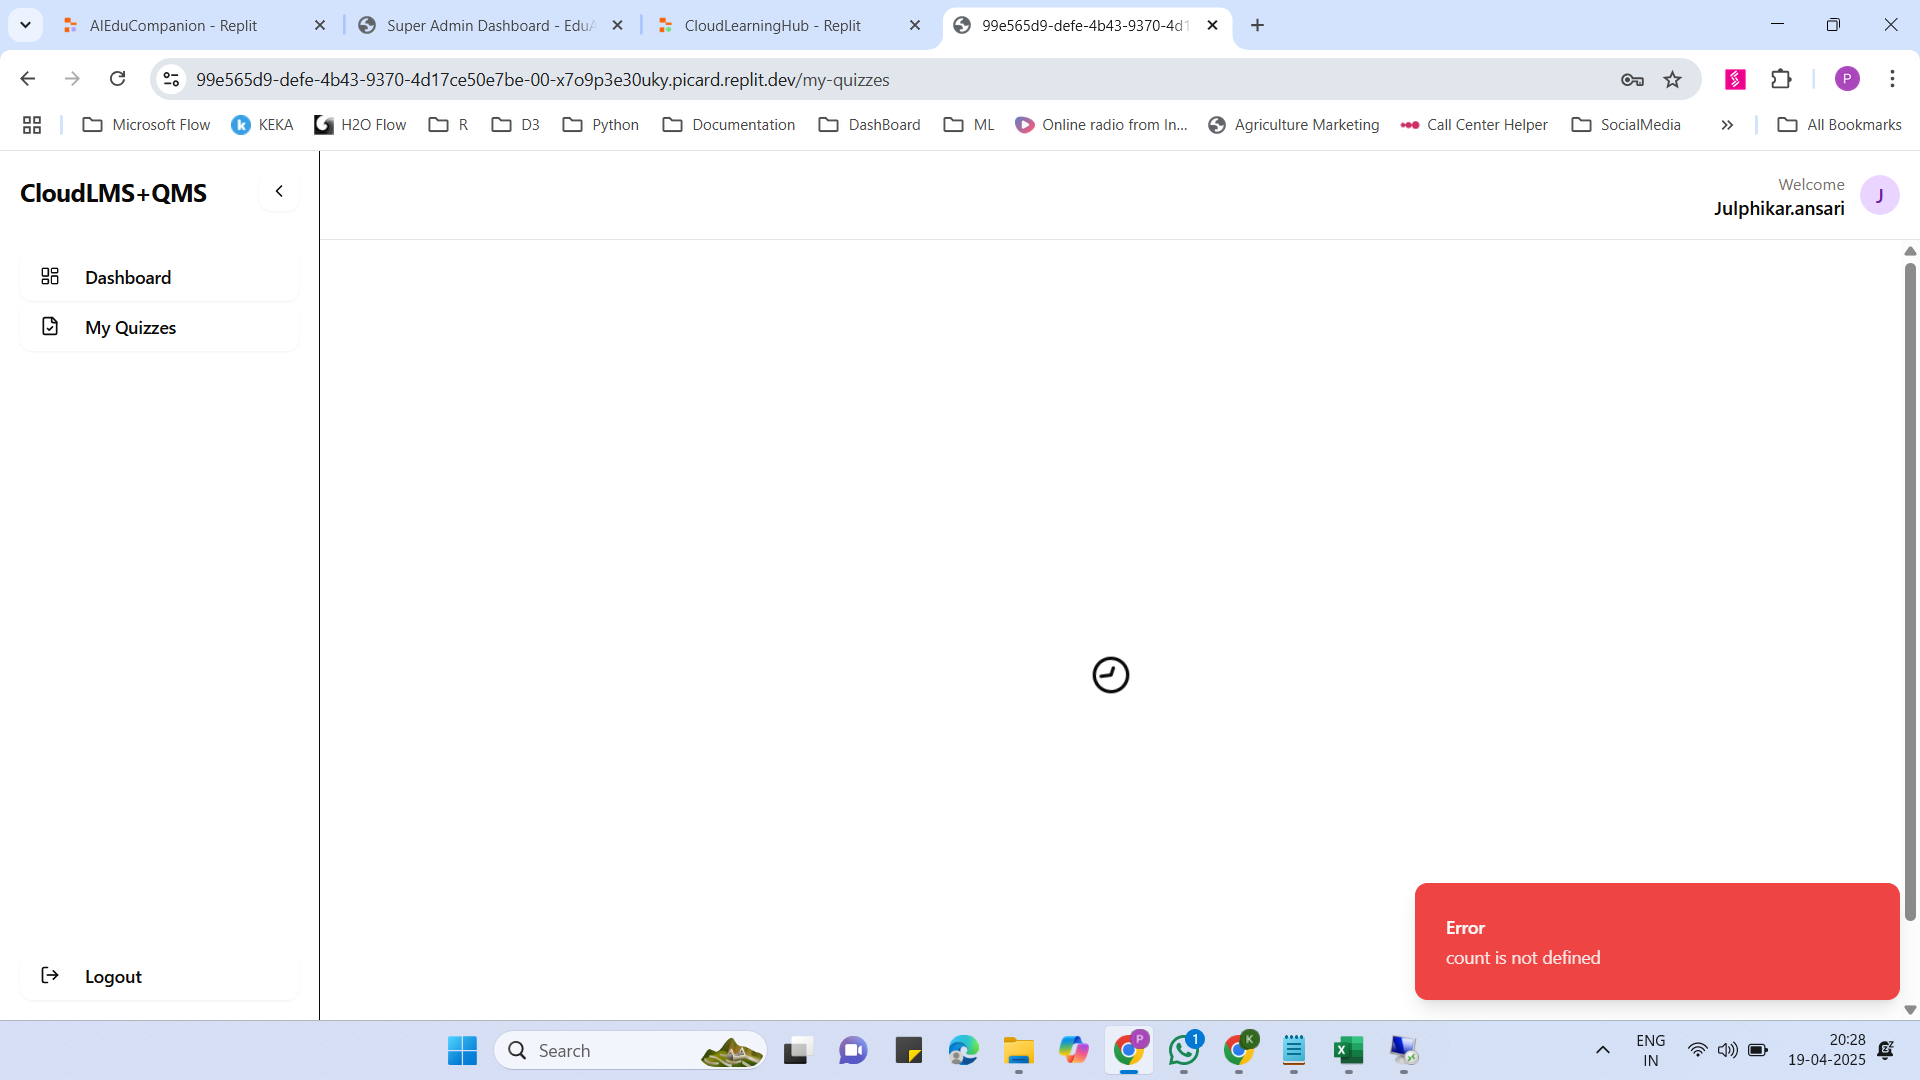 AIEduCompanion - Replit
Super Admin Dashboard - EduA
CloudLearningHub - Replit
99e565d9-defe-4b43-9370-4d1
99e565d9-defe-4b43-9370-4d17ce50e7be-00-x7o9p3e30uky.picard.replit.dev/my-quizzes
P
Microsoft Flow
KEKA
H2O Flow
R
D3
Python
Documentation
DashBoard
ML
Online radio from In...
Agriculture Marketing
Call Center Helper
SocialMedia
All Bookmarks
CloudLMS+QMS
Welcome
Julphikar.ansari
J
Dashboard
My Quizzes
Logout
Error
count is not defined
Search
P
1
K
ENG
IN
20:28
19-04-2025